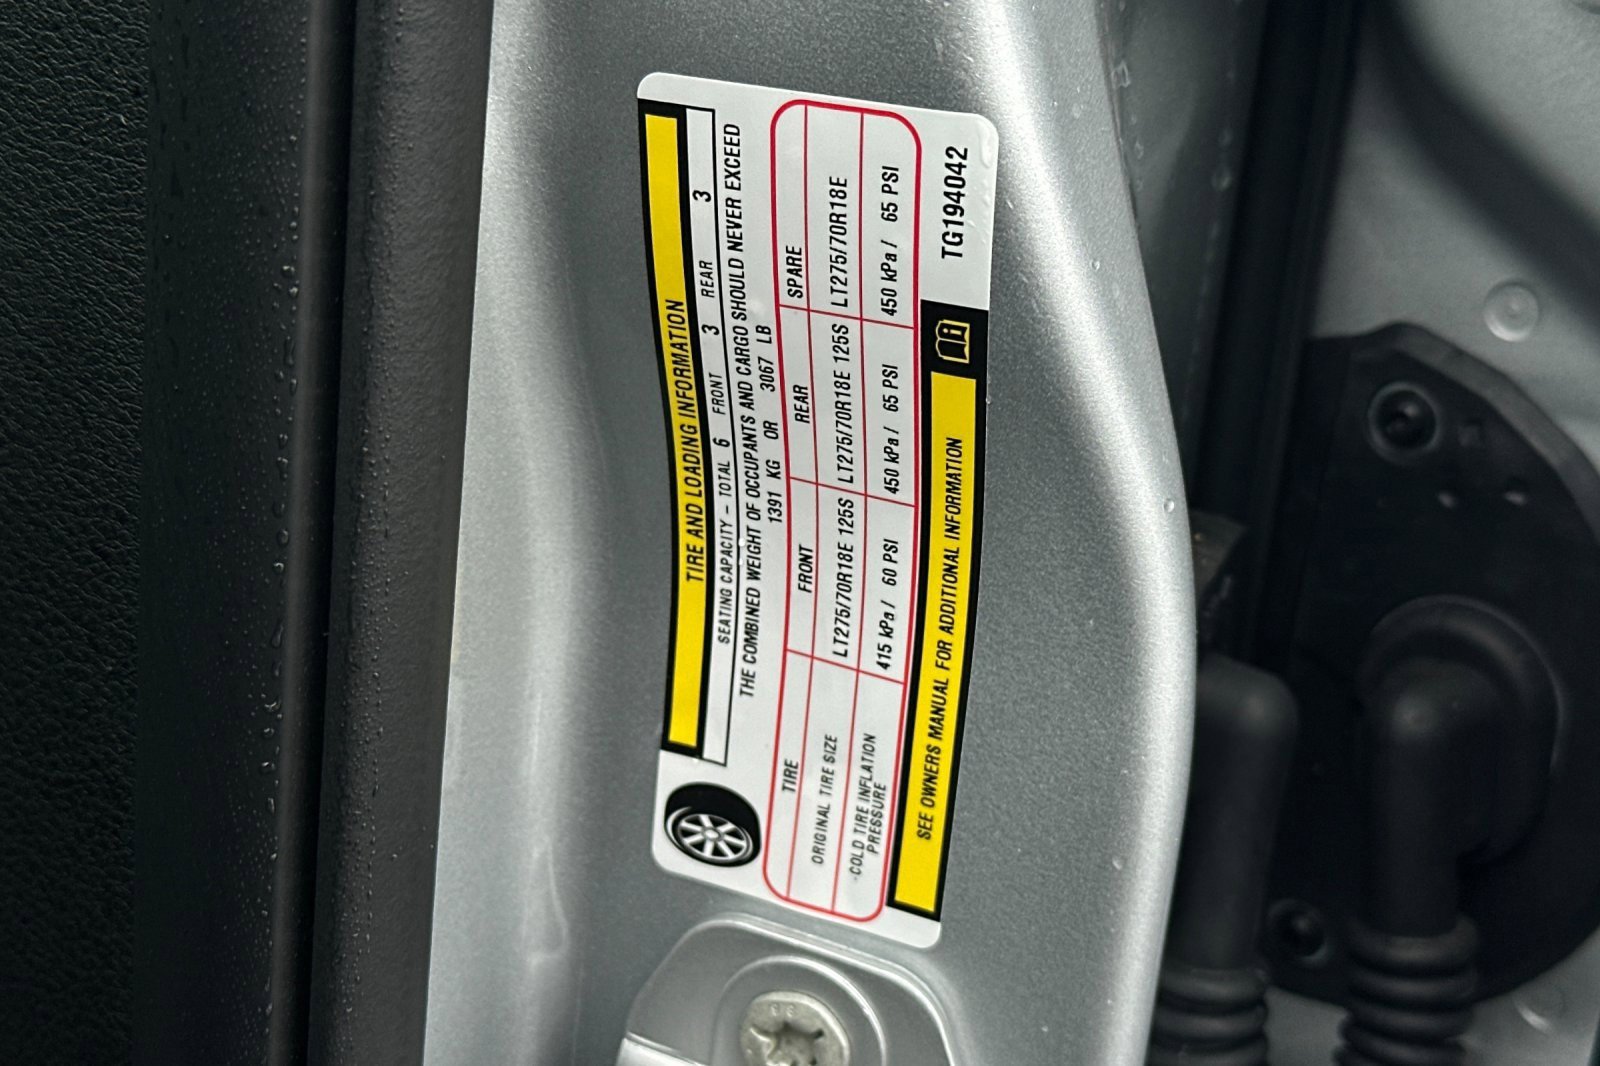 TIRE AND LOADING INFORMATION
SEATING CAPACITY - TOTAL 6 FRONT 3 REAR 3
THE COMBINED WEIGHT OF OCCUPANTS AND CARGO SHOULD NEVER EXCEED
1391 KG OR 3067 LB
TIRE FRONT REAR SPARE
ORIGINAL TIRE SIZE LT275/70R18E 125S LT275/70R18E 125S LT275/70R18E
COLD TIRE INFLATION PRESSURE 415 kPa / 60 PSI 450 kPa / 65 PSI 450 kPa / 65 PSI
SEE OWNERS MANUAL FOR ADDITIONAL INFORMATION
TG194042